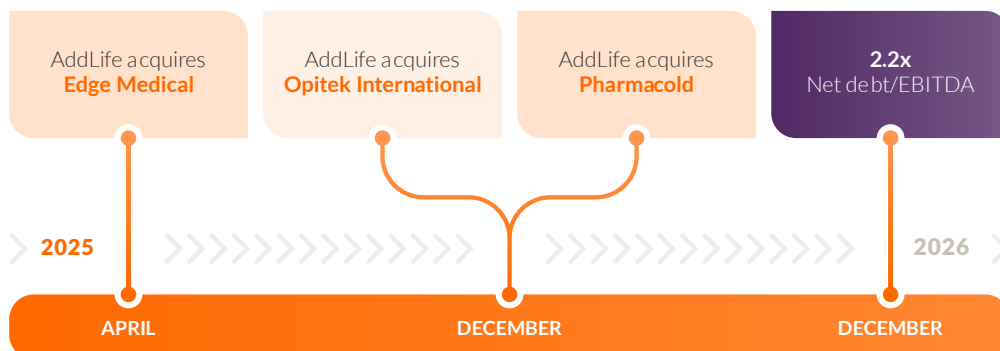 AddLife acquires
Edge Medical
AddLife acquires
Opitek International
AddLife acquires
Pharmacold
2.2x
Net debt/EBITDA
2025
2026
APRIL
DECEMBER
DECEMBER